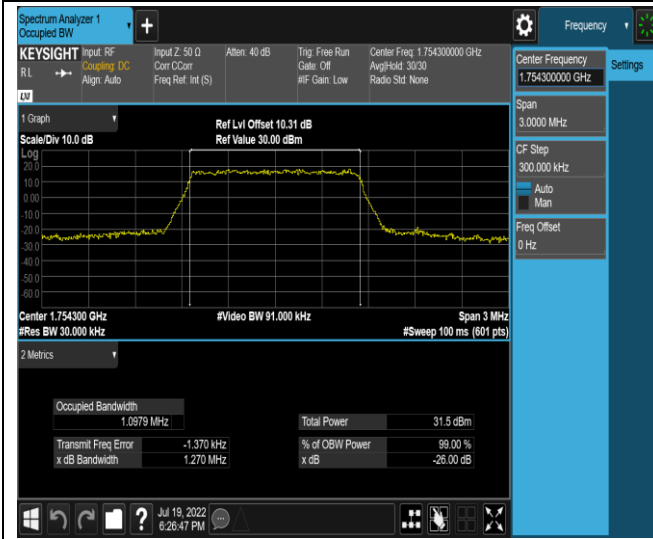 Spectrum Analyzer 1
Occupied BW
Frequency
KEYSIGHT
R L
LXI
Input: RF
Coupling: DC
Align: Auto
Input Z: 50 Ω
Corr CCorr
Freq Ref: Int (S)
Atten: 40 dB
Trig: Free Run
Gate: Off
#IF Gain: Low
Center Freq: 1.754300000 GHz
Avg|Hold: 30/30
Radio Std: None
Center Frequency
1.754300000 GHz
Settings
Span
3.0000 MHz
CF Step
300.000 kHz
Auto
Man
Freq Offset
0 Hz
1 Graph
Scale/Div 10.0 dB
Ref Lvl Offset 10.31 dB
Ref Value 30.00 dBm
Log
20.0
10.0
0.00
-10.0
-20.0
-30.0
-40.0
-50.0
-60.0
Center 1.754300 GHz
#Video BW 91.000 kHz
Span 3 MHz
#Res BW 30.000 kHz
#Sweep 100 ms (601 pts)
2 Metrics
Occupied Bandwidth
1.0979 MHz
Total Power 31.5 dBm
Transmit Freq Error -1.370 kHz
% of OBW Power 99.00 %
x dB Bandwidth 1.270 MHz
x dB -26.00 dB
?
Jul 19, 2022
6:26:47 PM